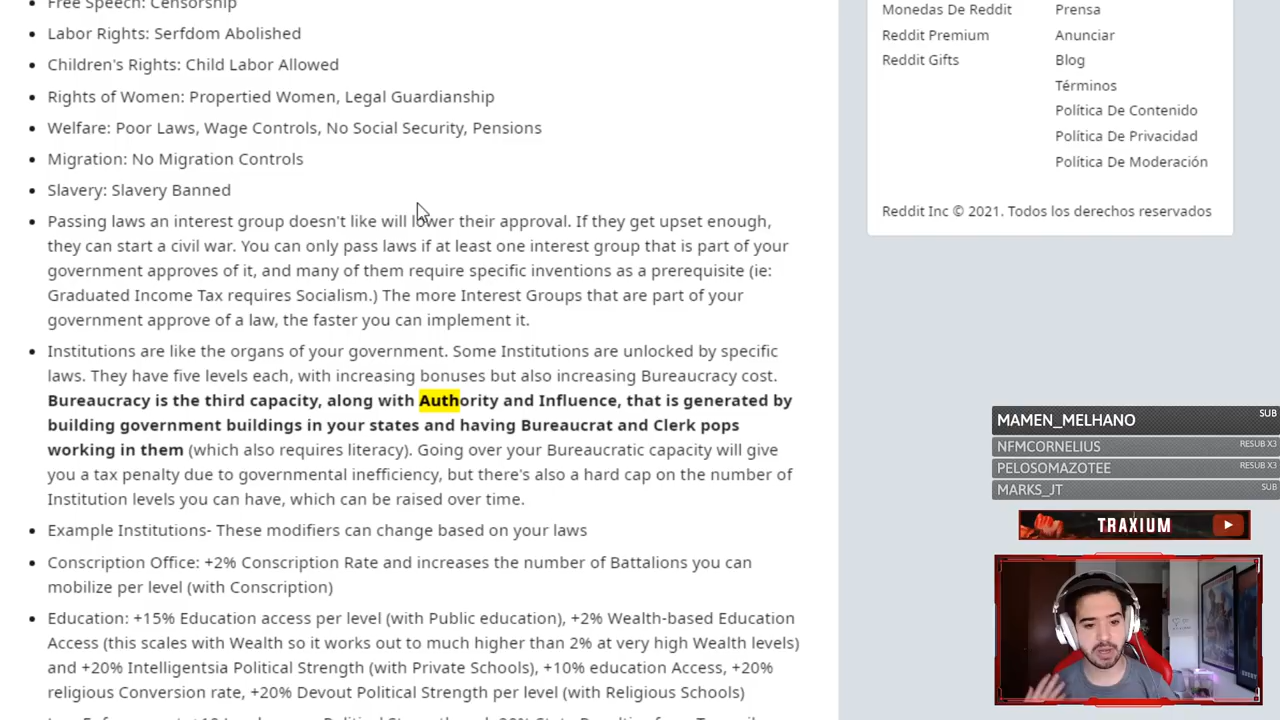 Free Speech: Censorship
Labor Rights: Serfdom Abolished
Children's Rights: Child Labor Allowed
Rights of Women: Propertied Women, Legal Guardianship
Welfare: Poor Laws, Wage Controls, No Social Security, Pensions
Migration: No Migration Controls
Slavery: Slavery Banned
Passing laws an interest group doesn't like will lower their approval. If they get upset enough,
they can start a civil war. You can only pass laws if at least one interest group that is part of your
government approves of it, and many of them require specific inventions as a prerequisite (ie:
Graduated Income Tax requires Socialism.) The more Interest Groups that are part of your
government approve of a law, the faster you can implement it.
Institutions are like the organs of your government. Some Institutions are unlocked by specific
laws. They have five levels each, with increasing bonuses but also increasing Bureaucracy cost.
Bureaucracy is the third capacity, along with Authority and Influence, that is generated by
building government buildings in your states and having Bureaucrat and Clerk pops
working in them (which also requires literacy). Going over your Bureaucratic capacity will give
you a tax penalty due to governmental inefficiency, but there's also a hard cap on the number of
Institution levels you can have, which can be raised over time.
Example Institutions- These modifiers can change based on your laws
Conscription Office: +2% Conscription Rate and increases the number of Battalions you can
mobilize per level (with Conscription)
Education: +15% Education access per level (with Public education), +2% Wealth-based Education
Access (this scales with Wealth so it works out to much higher than 2% at very high Wealth levels)
and +20% Intelligentsia Political Strength (with Private Schools), +10% education Access, +20%
religious Conversion rate, +20% Devout Political Strength per level (with Religious Schools)
Monedas De Reddit
Reddit Premium
Reddit Gifts
Prensa
Anunciar
Blog
Términos
Política De Contenido
Política De Privacidad
Política De Moderación
Reddit Inc © 2021. Todos los derechos reservados
MAMEN_MELHANO SUB
NFMCORNELIUS RESUB X3
PELOSOMAZOTEE RESUB X3
MARKS_JT SUB
TRAXIUM